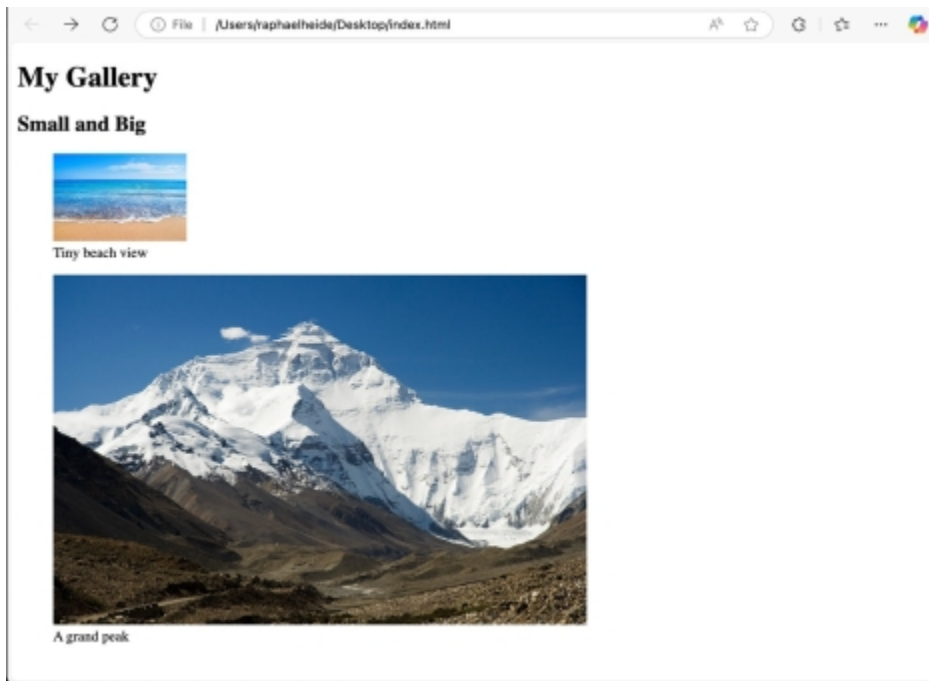 File | /Users/raphaelheide/Desktop/index.html
My Gallery
Small and Big
Tiny beach view
A grand peak